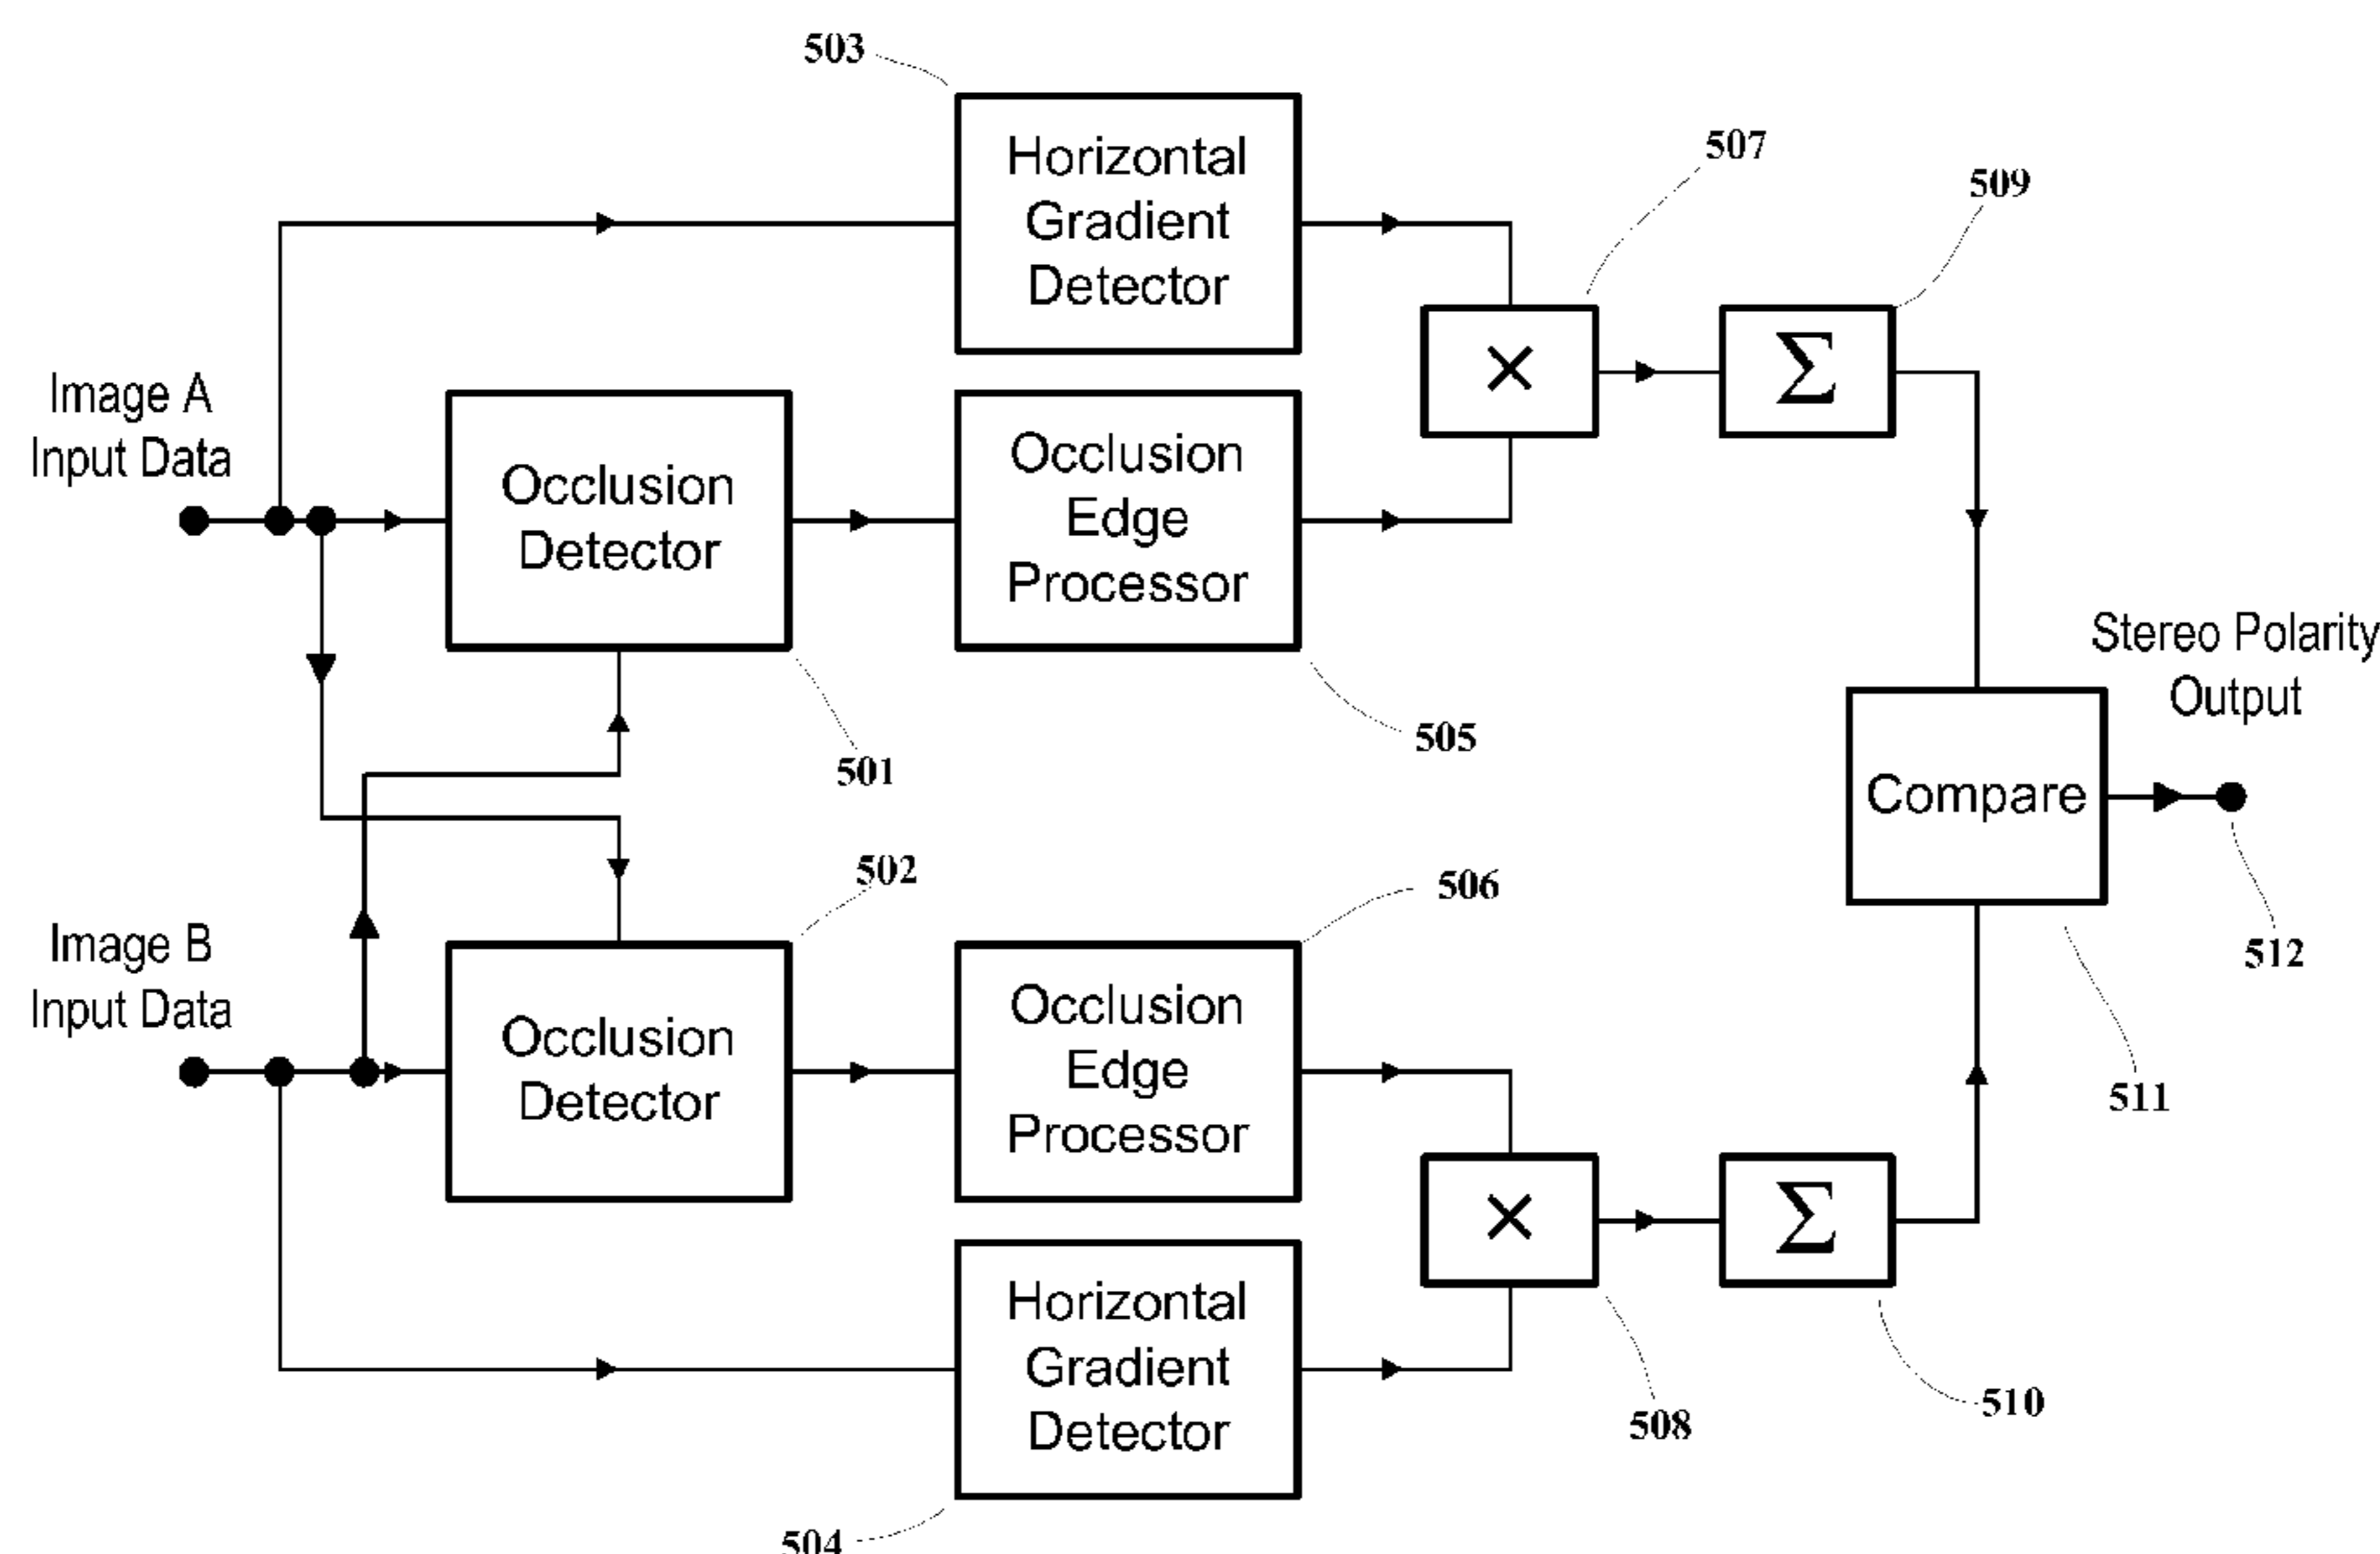 503
Horizontal
Gradient
Detector
507
509
×
Σ
Image A
Input Data
Occlusion
Detector
Occlusion
Edge
Processor
501
505
Stereo Polarity
Output
Compare
512
511
502
506
Image B
Input Data
Occlusion
Detector
Occlusion
Edge
Processor
×
Σ
Horizontal
Gradient
Detector
508
510
504